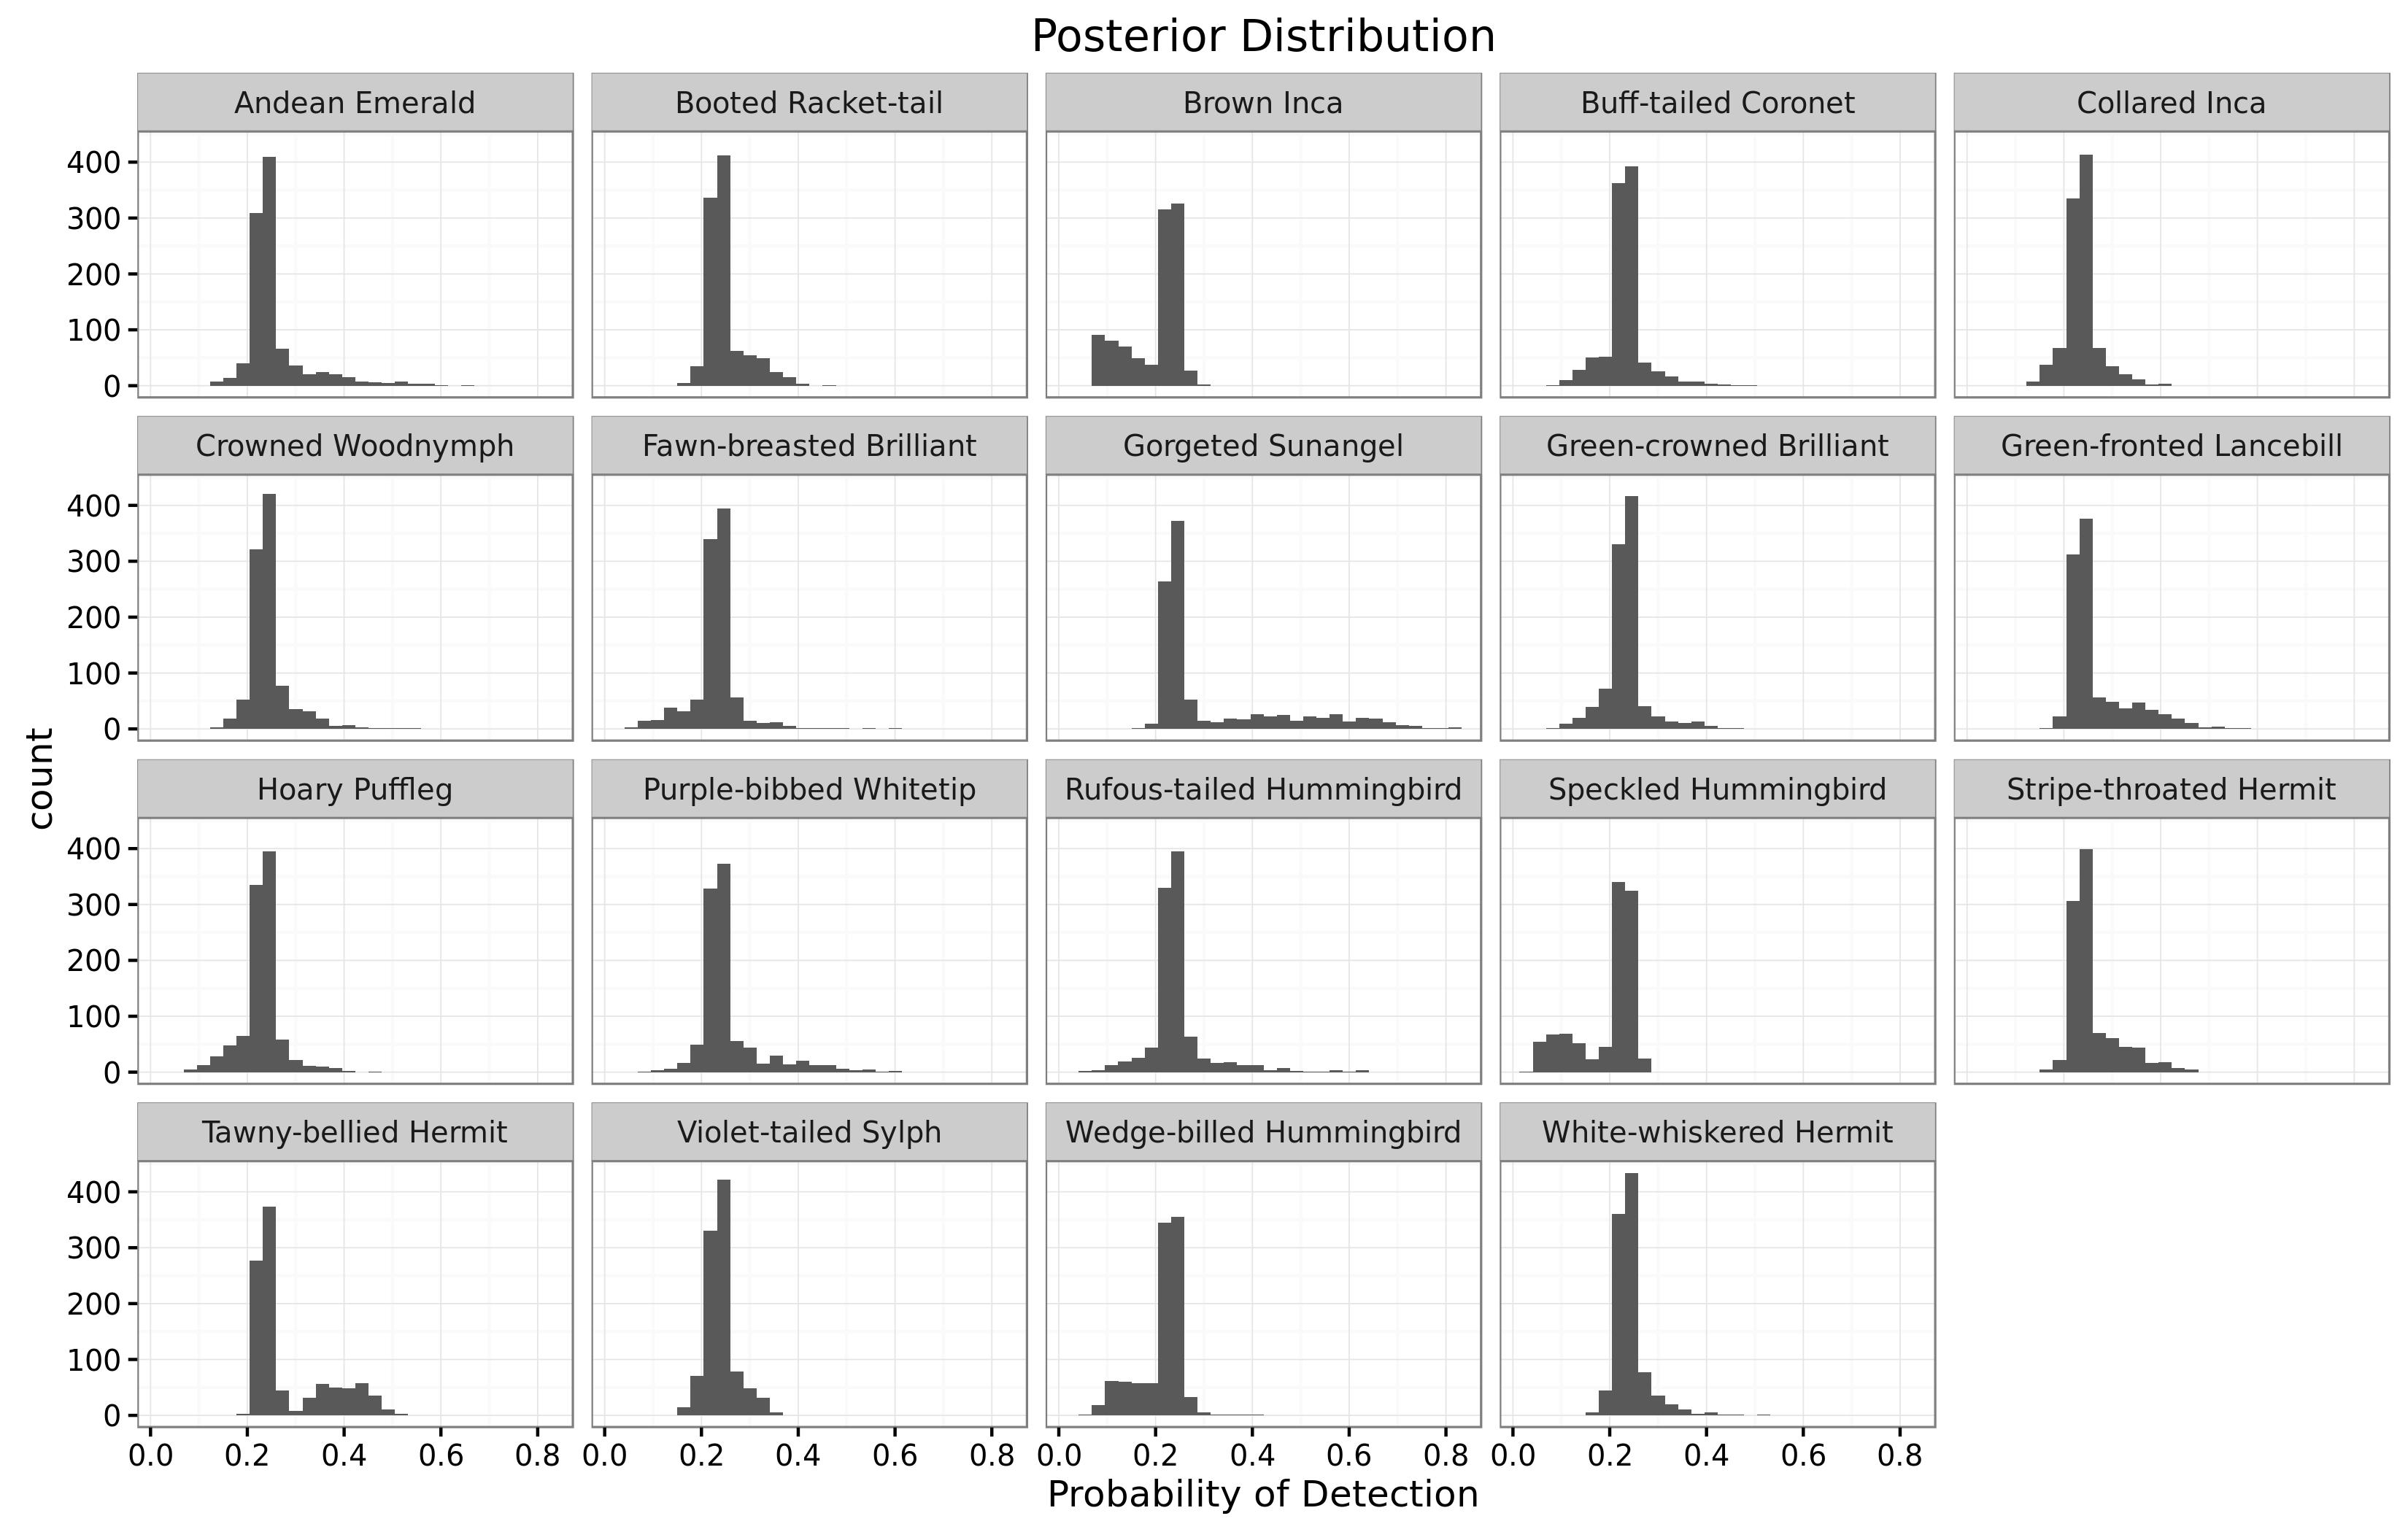 Posterior Distribution
Andean Emerald
Booted Racket-tail
Brown Inca
Buff-tailed Coronet
Collared Inca
400
300
200
100
0
Crowned Woodnymph
Fawn-breasted Brilliant
Gorgeted Sunangel
Green-crowned Brilliant
Green-fronted Lancebill
400
300
200
100
0
count
Hoary Puffleg
Purple-bibbed Whitetip
Rufous-tailed Hummingbird
Speckled Hummingbird
Stripe-throated Hermit
400
300
200
100
0
Tawny-bellied Hermit
Violet-tailed Sylph
Wedge-billed Hummingbird
White-whiskered Hermit
400
300
200
100
0
0.0 0.2 0.4 0.6 0.8
0.0 0.2 0.4 0.6 0.8
0.0 0.2 0.4 0.6 0.8
0.0 0.2 0.4 0.6 0.8
Probability of Detection